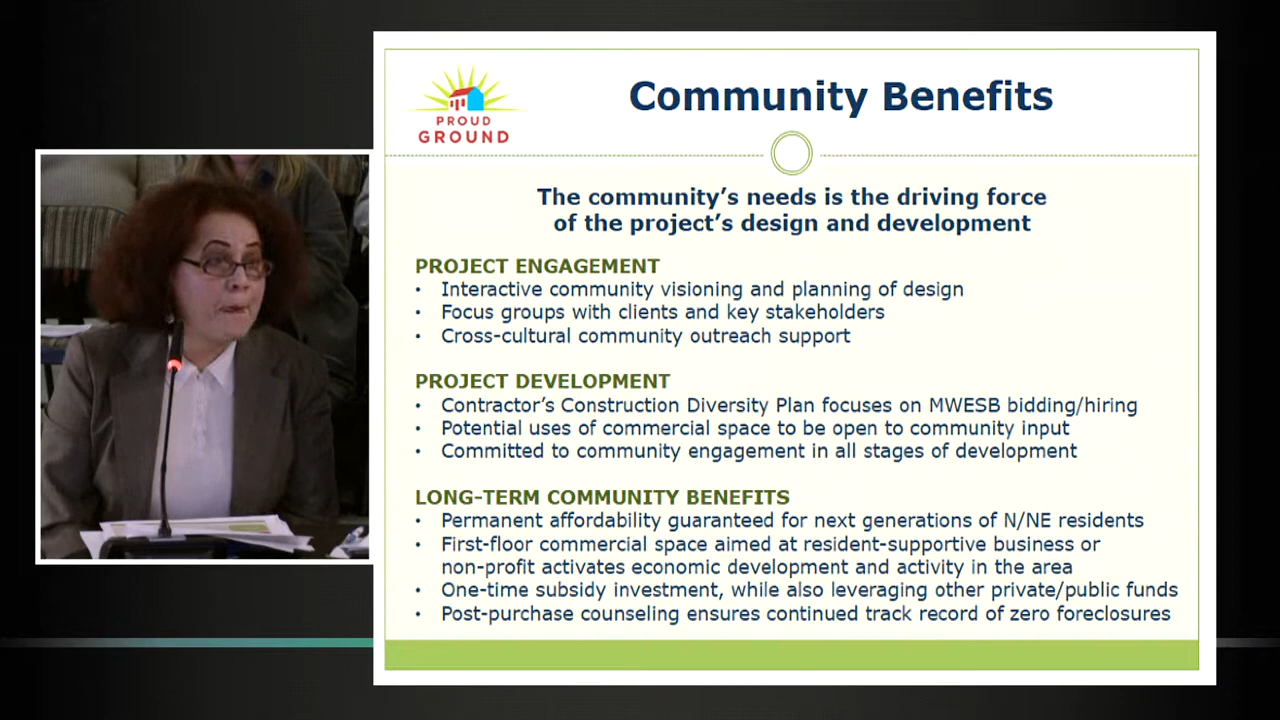 PROUD
GROUND
Community Benefits
The community's needs is the driving force
of the project's design and development
PROJECT ENGAGEMENT
• Interactive community visioning and planning of design
• Focus groups with clients and key stakeholders
• Cross-cultural community outreach support
PROJECT DEVELOPMENT
• Contractor's Construction Diversity Plan focuses on MWESB bidding/hiring
• Potential uses of commercial space to be open to community input
• Committed to community engagement in all stages of development
LONG-TERM COMMUNITY BENEFITS
• Permanent affordability guaranteed for next generations of N/NE residents
• First-floor commercial space aimed at resident-supportive business or
non-profit activates economic development and activity in the area
• One-time subsidy investment, while also leveraging other private/public funds
• Post-purchase counseling ensures continued track record of zero foreclosures